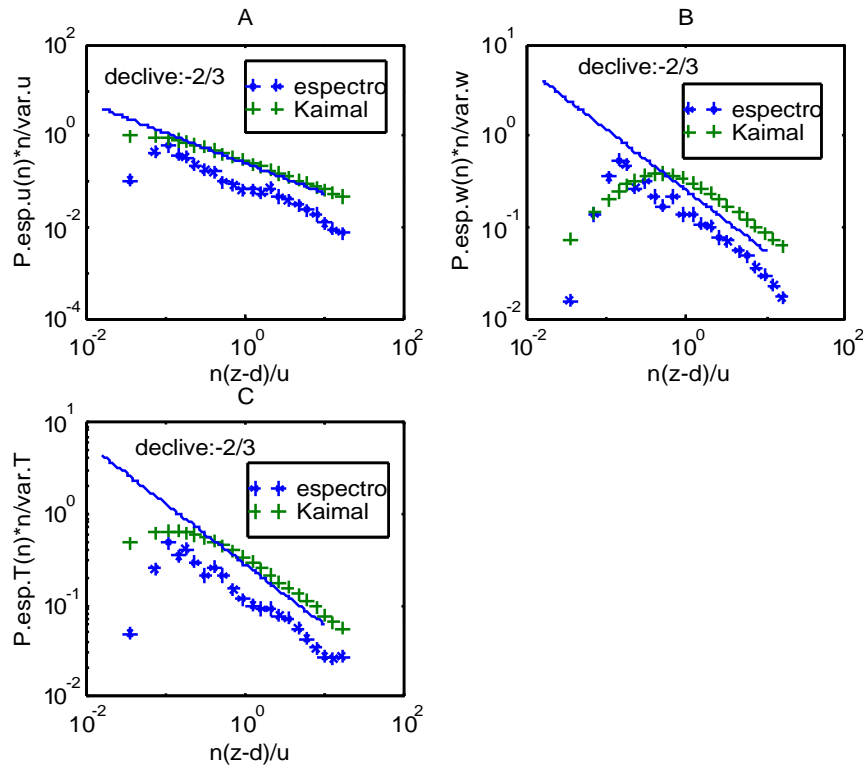 A
10^2
10^0
10^-2
10^-4
P.esp.u(n)*n/var.u
declive:-2/3
espectro
Kaimal
10^-2
10^0
10^2
n(z-d)/u
B
10^1
10^0
10^-1
10^-2
P.esp.w(n)*n/var.w
declive:-2/3
espectro
Kaimal
10^-2
10^0
10^2
n(z-d)/u
C
10^1
10^0
10^-1
10^-2
P.esp.T(n)*n/var.T
declive:-2/3
espectro
Kaimal
10^-2
10^0
10^2
n(z-d)/u